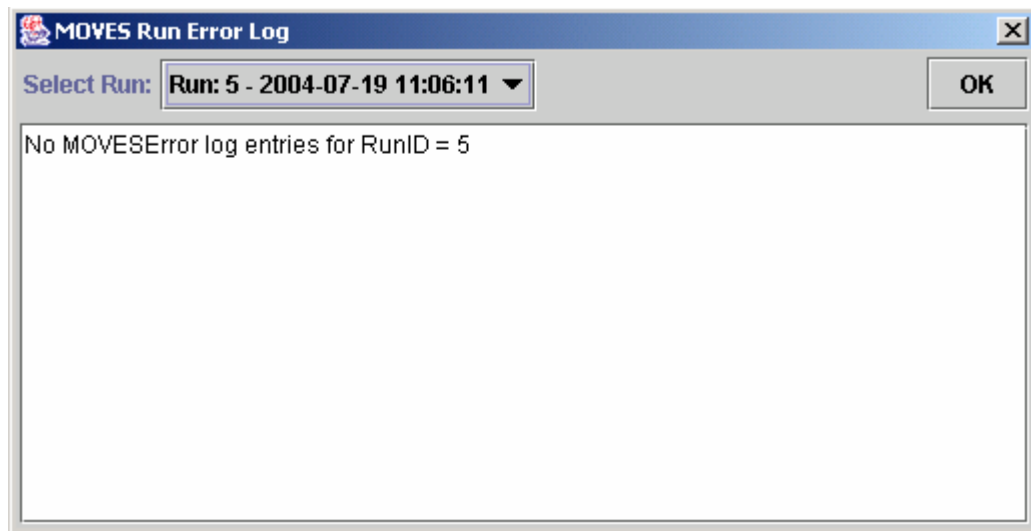 MOVES Run Error Log
Select Run: Run: 5 - 2004-07-19 11:06:11 OK
No MOVESError log entries for RunID = 5